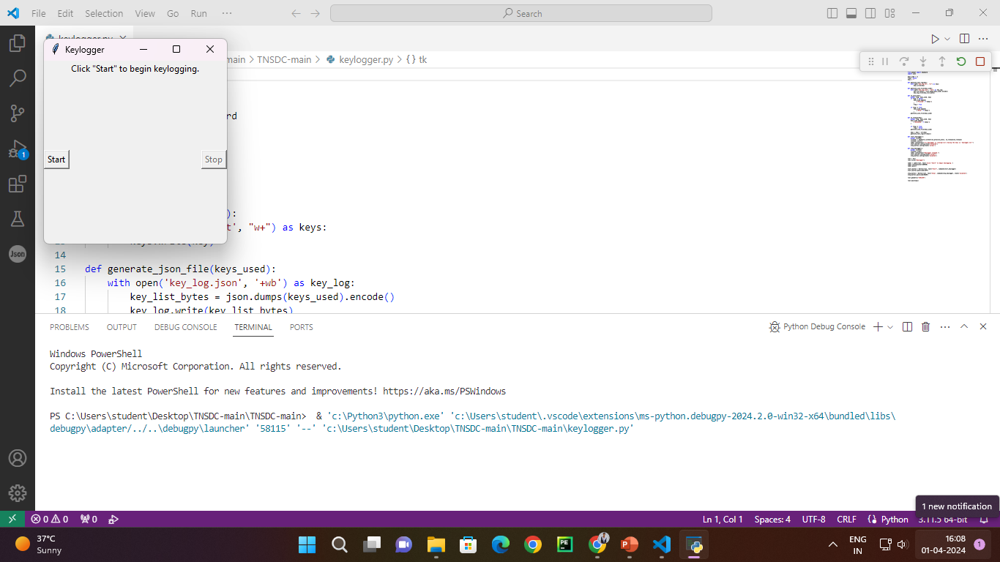 File Edit Selection View Go Run ··· Search
keylogger.py
Keylogger
main > TNSDC-main > keylogger.py > {} tk
Click "Start" to begin keylogging.
rd
Start Stop
):
t', "w+") as keys:
14
15 def generate_json_file(keys_used):
16 with open('key_log.json', '+wb') as key_log:
17 key_list_bytes = json.dumps(keys_used).encode()
18 key_log.write(key_list_bytes)
1
Json
PROBLEMS OUTPUT DEBUG CONSOLE TERMINAL PORTS Python Debug Console
Windows PowerShell
Copyright (C) Microsoft Corporation. All rights reserved.
Install the latest PowerShell for new features and improvements! https://aka.ms/PSWindows
PS C:\Users\student\Desktop\TNSDC-main\TNSDC-main> & 'c:\Python3\python.exe' 'c:\Users\student\.vscode\extensions\ms-python.debugpy-2024.2.0-win32-x64\bundled\libs\
debugpy\adapter/../..\debugpy\launcher' '58115' '--' 'c:\Users\student\Desktop\TNSDC-main\TNSDC-main\keylogger.py'
1 new notification
0 0 0 Ln 1, Col 1 Spaces: 4 UTF-8 CRLF Python 3.11.5 64-bit
37°C
Sunny
ENG
IN
16:08
01-04-2024
1